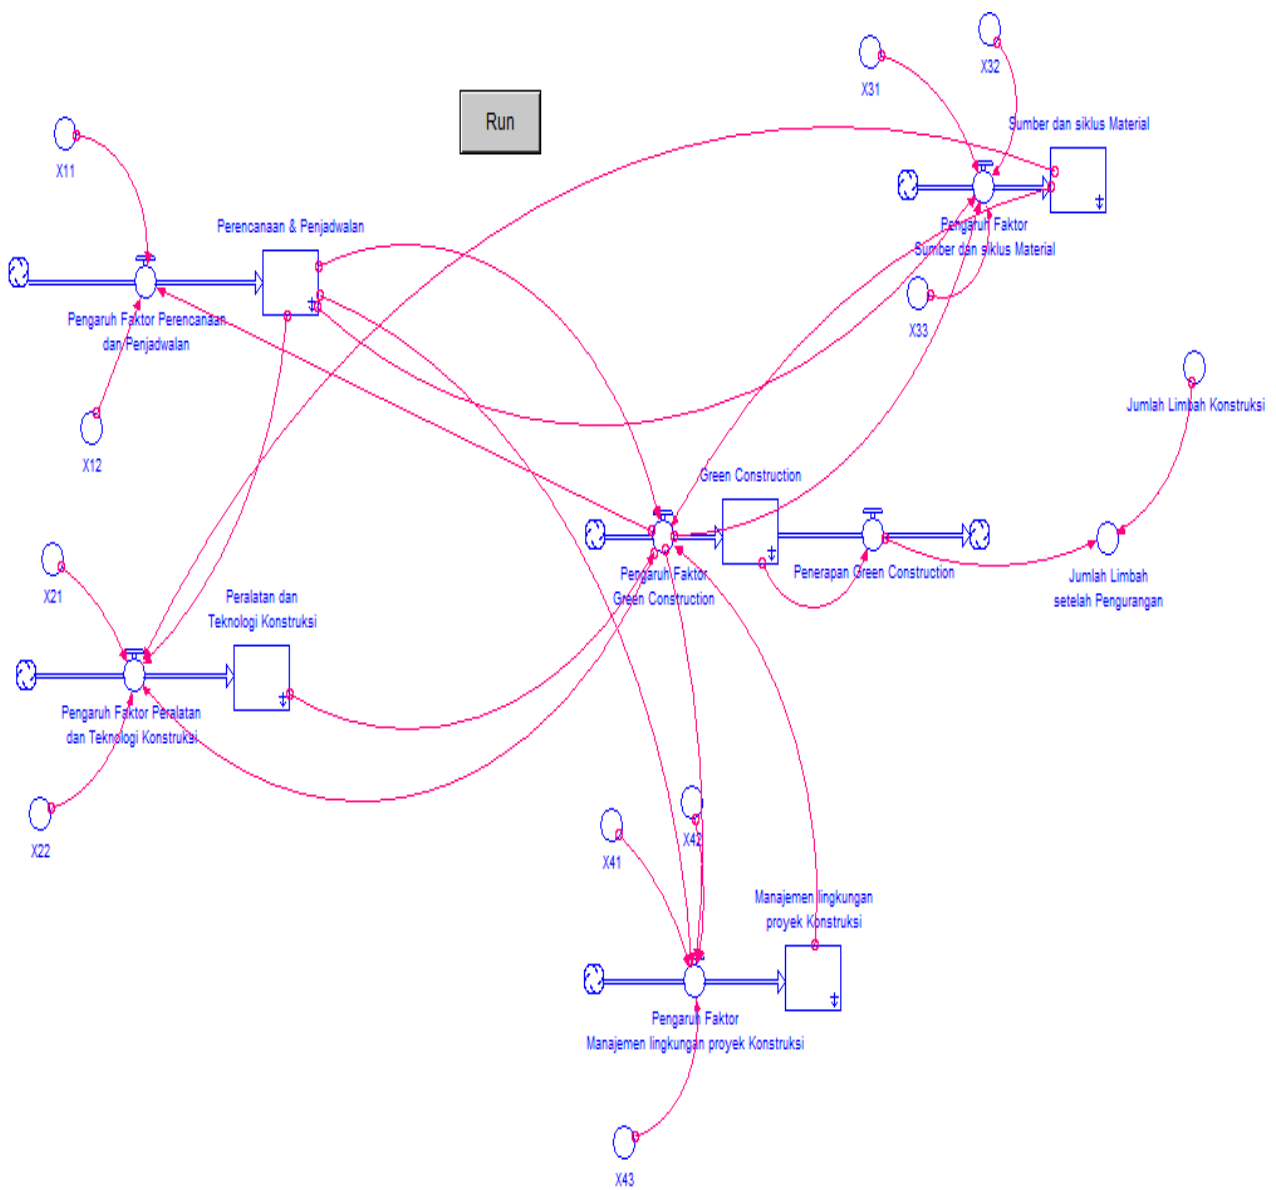 X32
X31
Run
Sumber dan siklus Material
X11
Perencanaan & Penjadwalan
Pengaruh Faktor
Sumber dan siklus Material
Pengaruh Faktor Perencanaan
dan Penjadwalan
X33
Jumlah Limbah Konstruksi
X12
Green Construction
Pengaruh Faktor
Green Construction
Penerapan Green Construction
Jumlah Limbah
setelah Pengurangan
X21
Peralatan dan
Teknologi Konstruksi
Pengaruh Faktor Peralatan
dan Teknologi Konstruksi
X22
X41
X42
Manajemen lingkungan
proyek Konstruksi
Pengaruh Faktor
Manajemen lingkungan proyek Konstruksi
X43